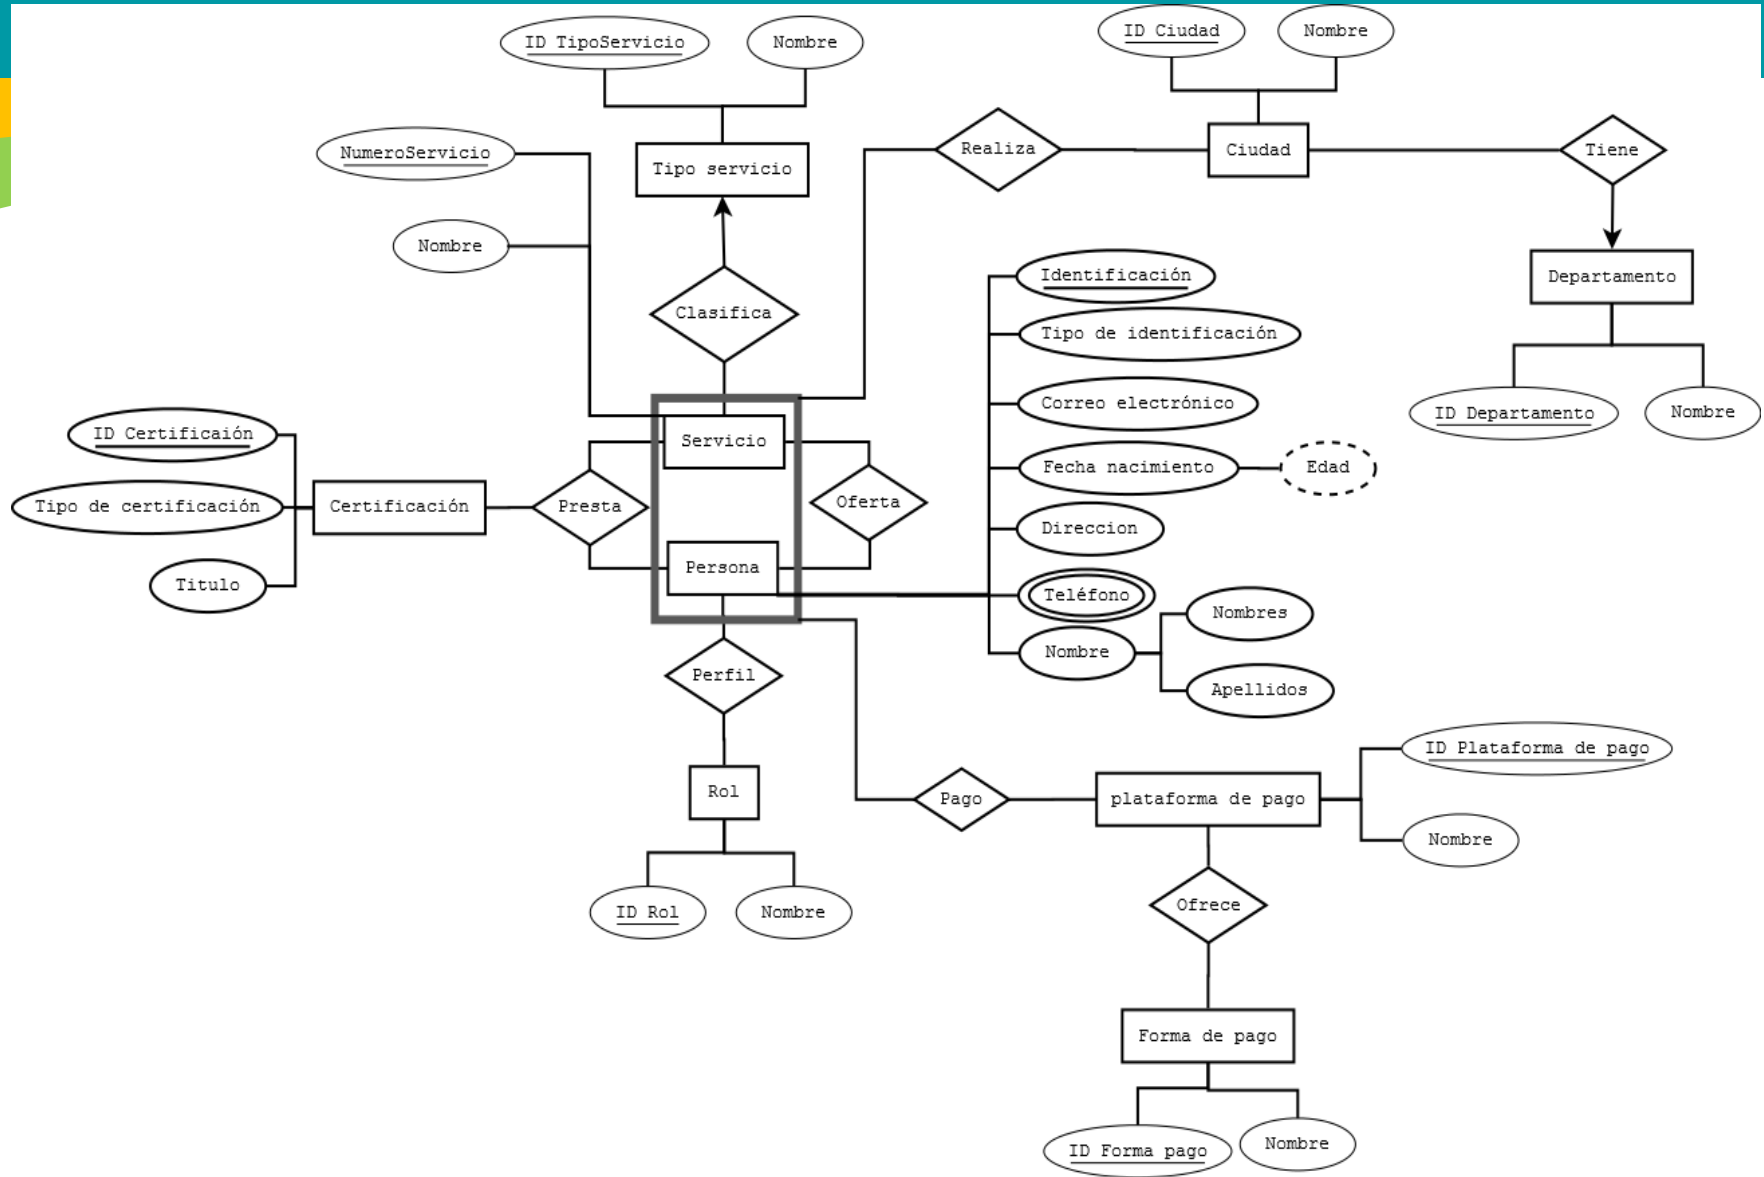 ID TipoServicio
Nombre
ID Ciudad
Nombre
NumeroServicio
Tipo servicio
Realiza
Ciudad
Tiene
Nombre
Clasifica
Identificación
Departamento
Tipo de identificación
Correo electrónico
ID Departamento
Nombre
ID Certificaión
Servicio
Fecha nacimiento
Edad
Tipo de certificación
Certificación
Presta
Oferta
Direccion
Titulo
Persona
Teléfono
Nombres
Nombre
Perfil
Apellidos
ID Plataforma de pago
Rol
Pago
plataforma de pago
Nombre
ID Rol
Nombre
Ofrece
Forma de pago
ID Forma pago
Nombre